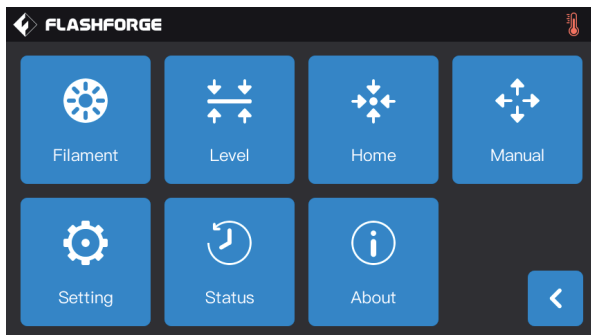 FLASHFORGE
Filament
Level
Home
Manual
Setting
Status
About